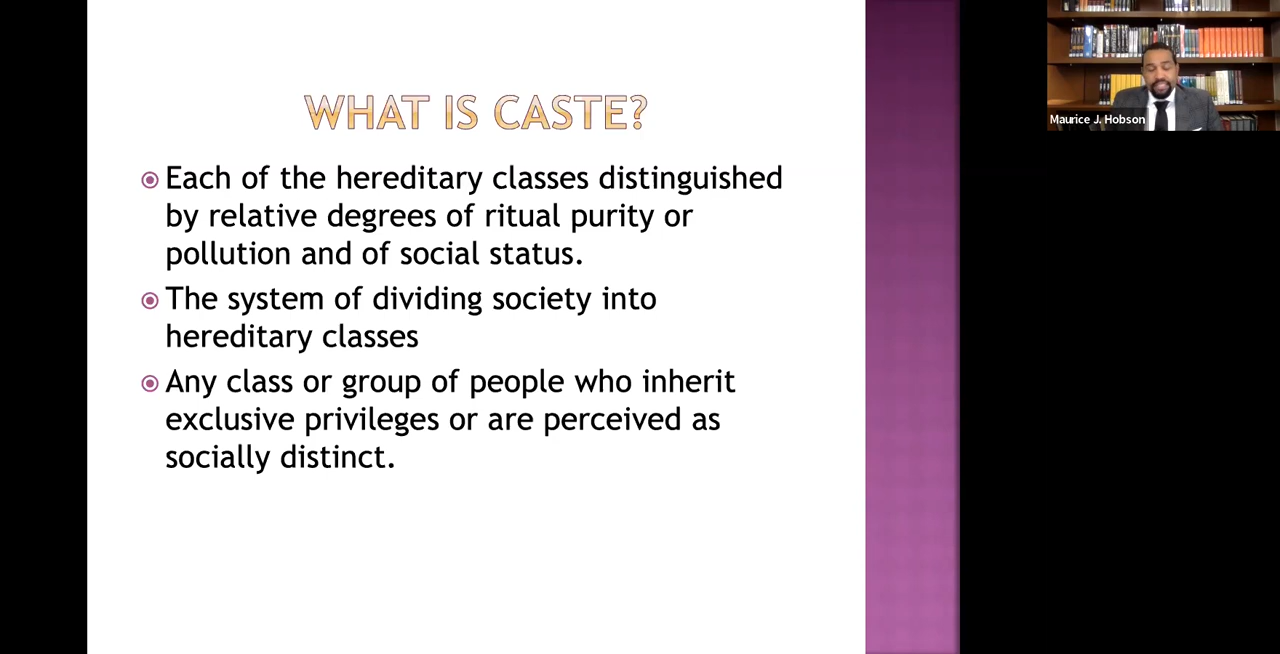 WHAT IS CASTE?
Each of the hereditary classes distinguished
by relative degrees of ritual purity or
pollution and of social status.
The system of dividing society into
hereditary classes
Any class or group of people who inherit
exclusive privileges or are perceived as
socially distinct.
Maurice J. Hobson